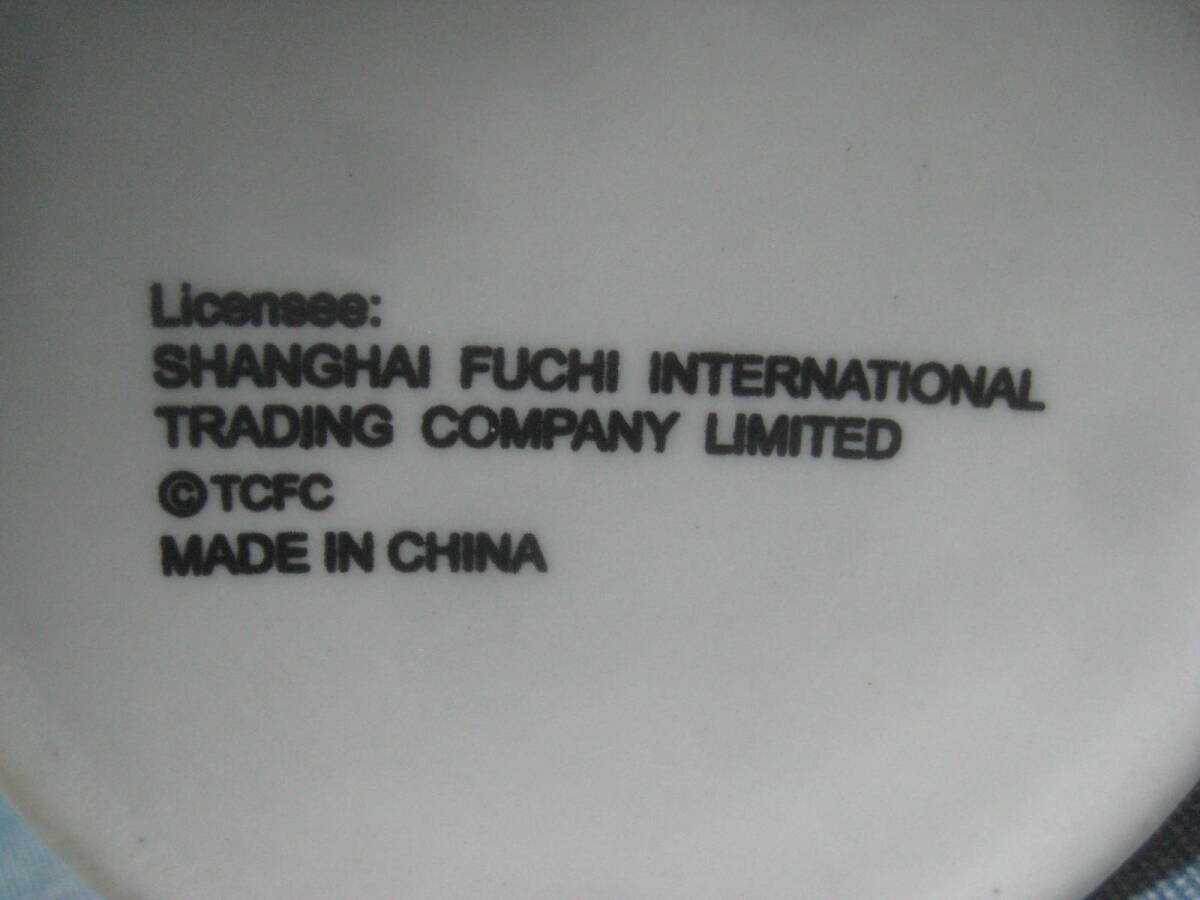 Licensee:
SHANGHAI FUCHI INTERNATIONAL
TRADING COMPANY LIMITED
©TCFC
MADE IN CHINA